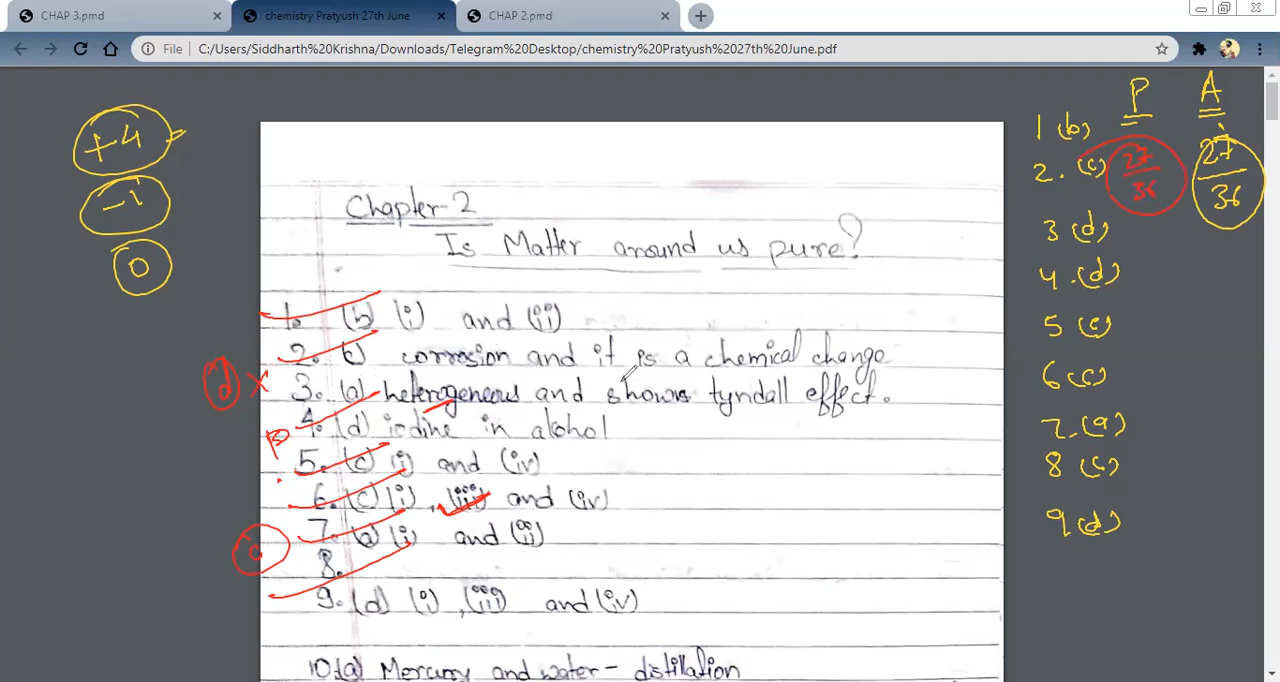 CHAP 3.pmd
chemistry Pratyush 27th June
CHAP 2.pmd
File
C:/Users/Siddharth%20Krishna/Downloads/Telegram%20Desktop/chemistry%20Pratyush%2027th%20June.pdf
+4
-1
0
Chapter-2
Is Matter around us pure?
1. (b) (i) and (ii)
2. (c) corrosion and it is a chemical change
d × 3. (a) heterogeneous and shows tyndall effect.
4. (d) iodine in alohol
5. (c) (i) and (iv)
6. (c) (i), (iii) and (iv)
7. (a) (i) and (ii)
8.
9. (d) (i), (iii) and (iv)
10.(a) Mercury and water - distillation
P A
27/36 27/36
1 (b)
2. (c)
3 (d)
4. (d)
5 (c)
6 (c)
7. (a)
8 (c)
9 (d)